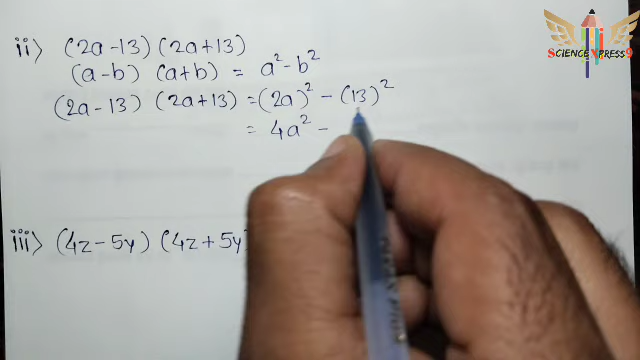 ii) (2a-13) (2a+13)
(a-b) (a+b) = a²-b²
(2a-13) (2a+13) = (2a)² - (13)²
= 4a² -
iii) (4z-5y) (4z+5y)
SCIENCE XPRESS9